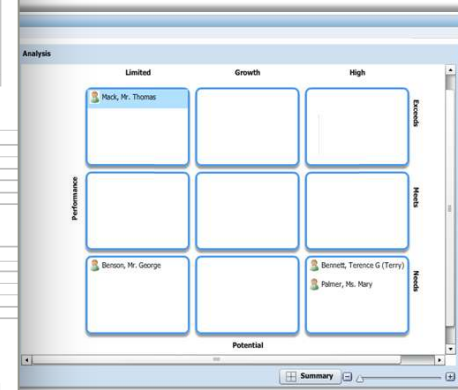 Analysis
Limited Growth High
Mack, Mr. Thomas
Exceeds
Performance
Meets
Benson, Mr. George
Bennett, Terence G (Terry)
Palmer, Ms. Mary
Needs
Potential
Summary